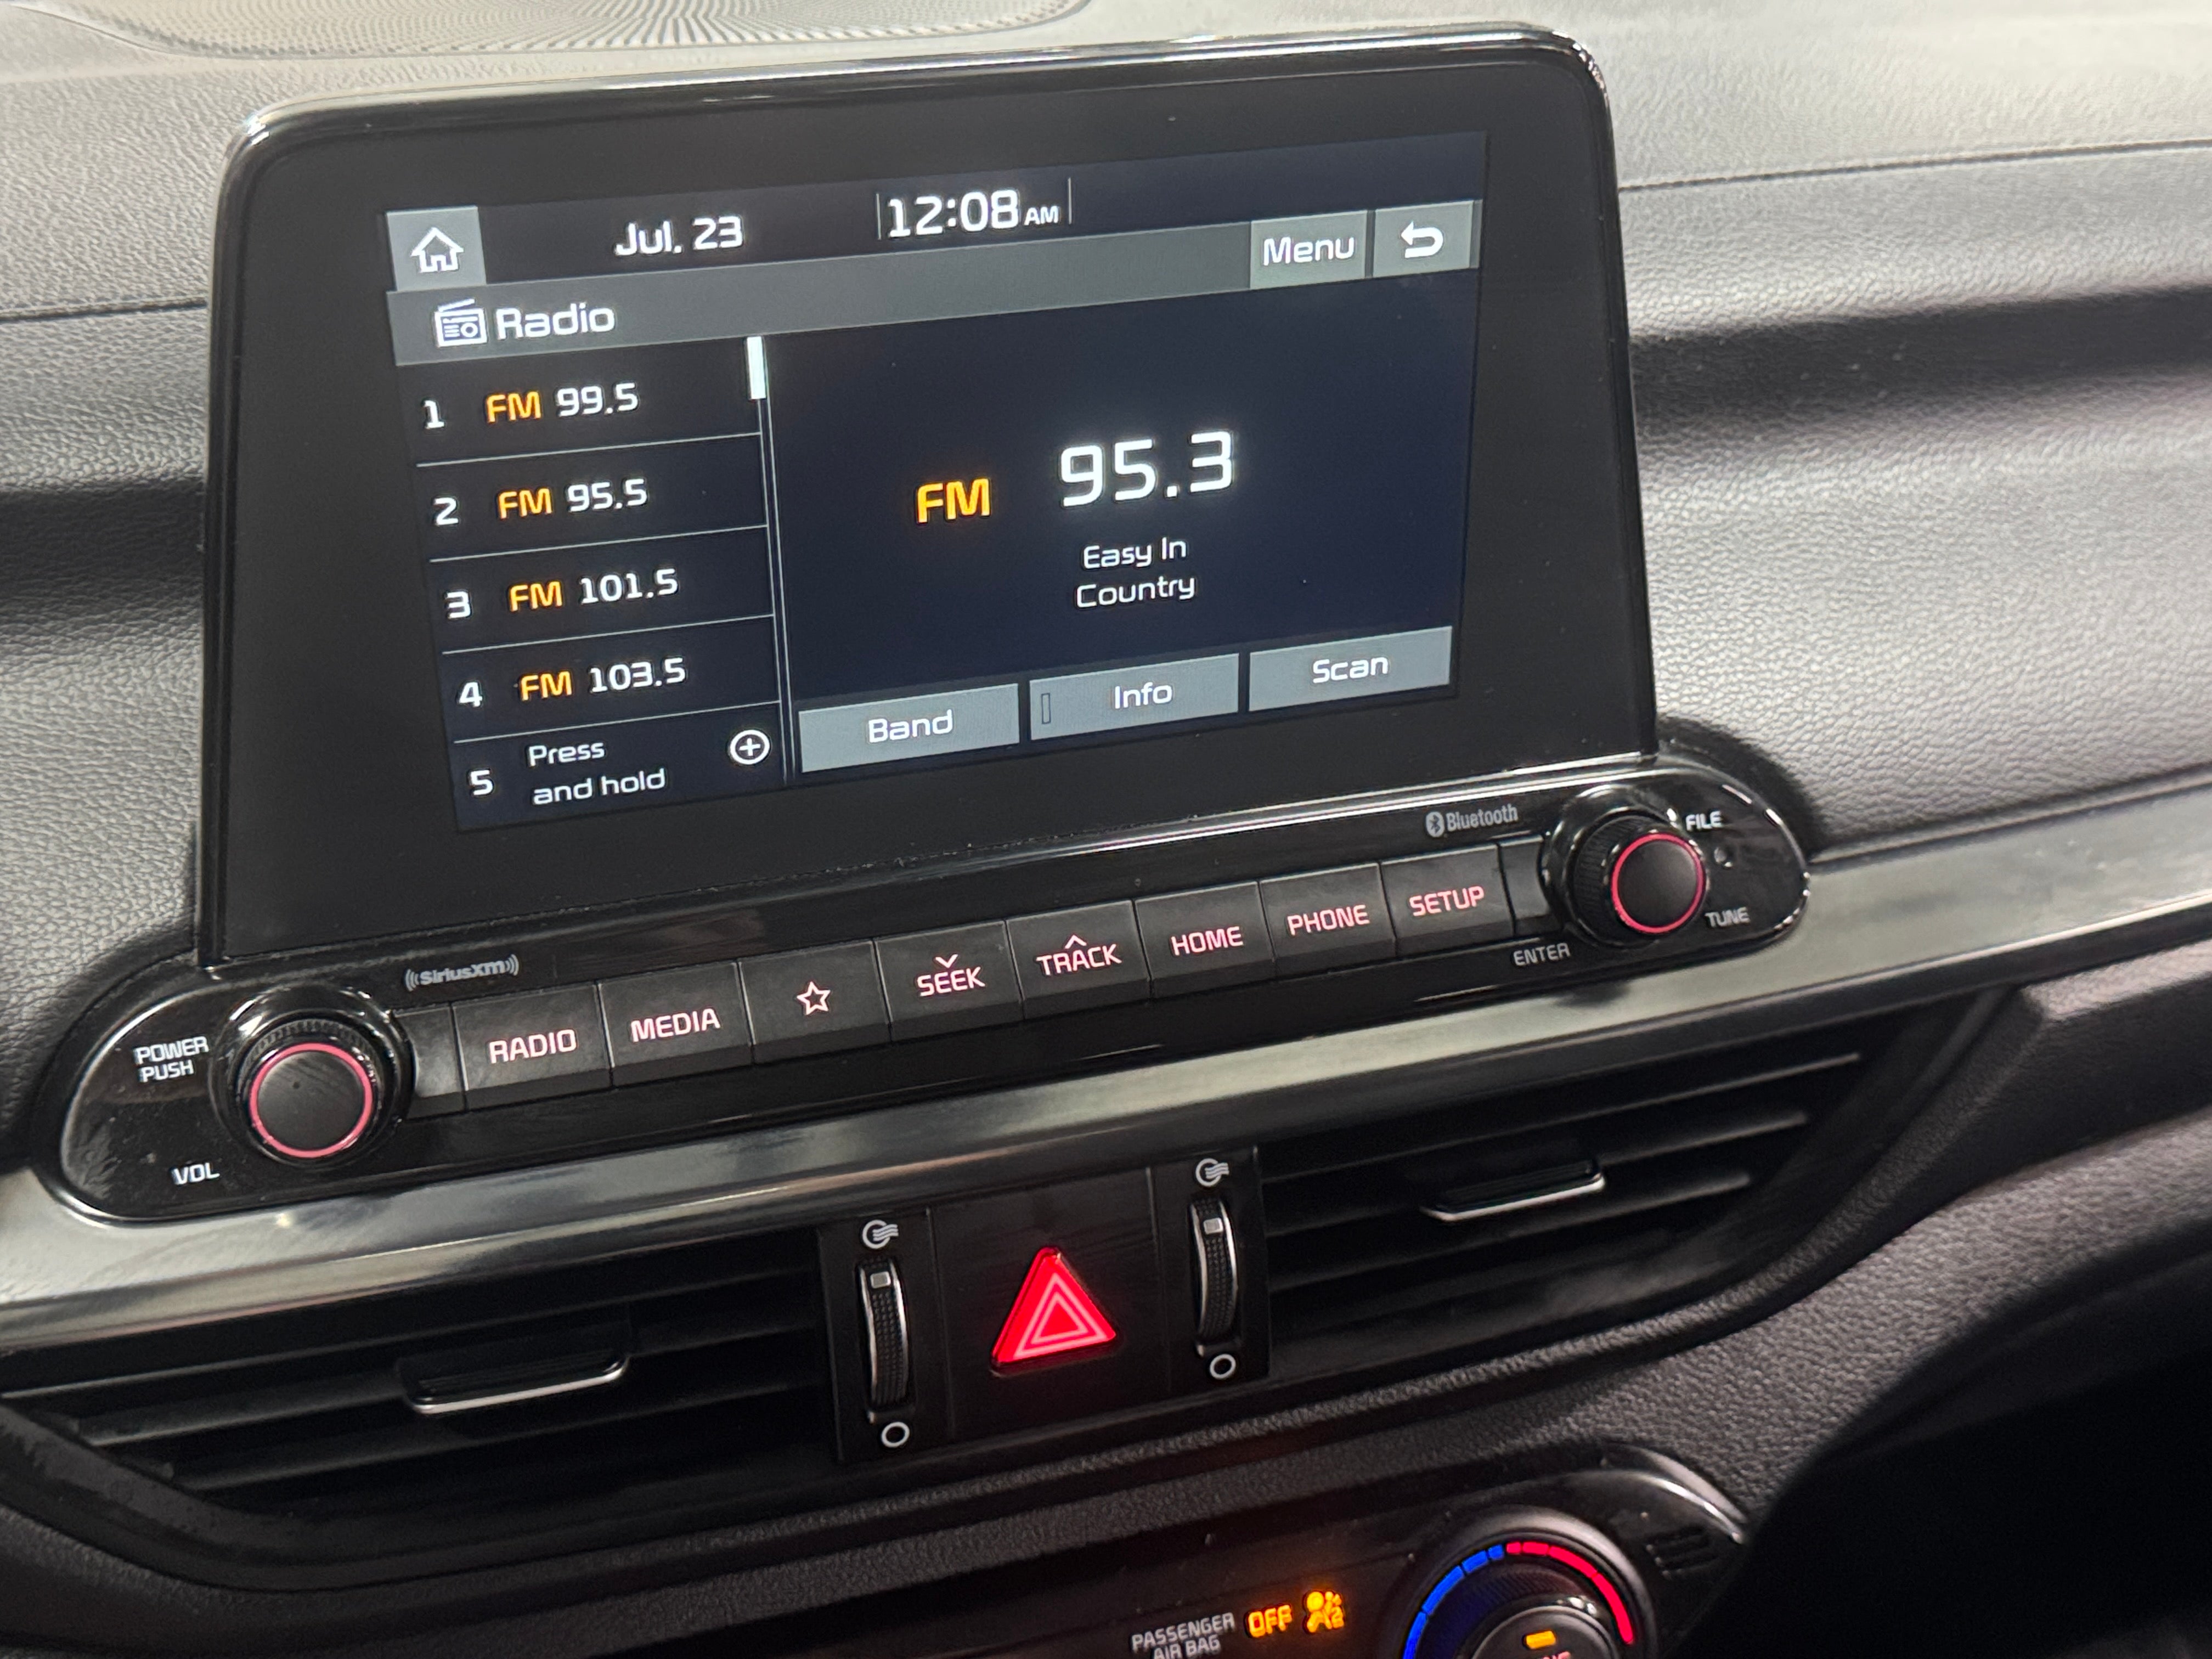 Jul. 23
12:08 AM
Menu
Radio
1 FM 99.5
2 FM 95.5
3 FM 101.5
4 FM 103.5
5 Press
and hold
FM 95.3
Easy In
Country
Band
Info
Scan
Bluetooth
FILE
TUNE
ENTER
SiriusXM
POWER
PUSH
VOL
RADIO
MEDIA
SEEK
TRACK
HOME
PHONE
SETUP
PASSENGER
AIR BAG
OFF